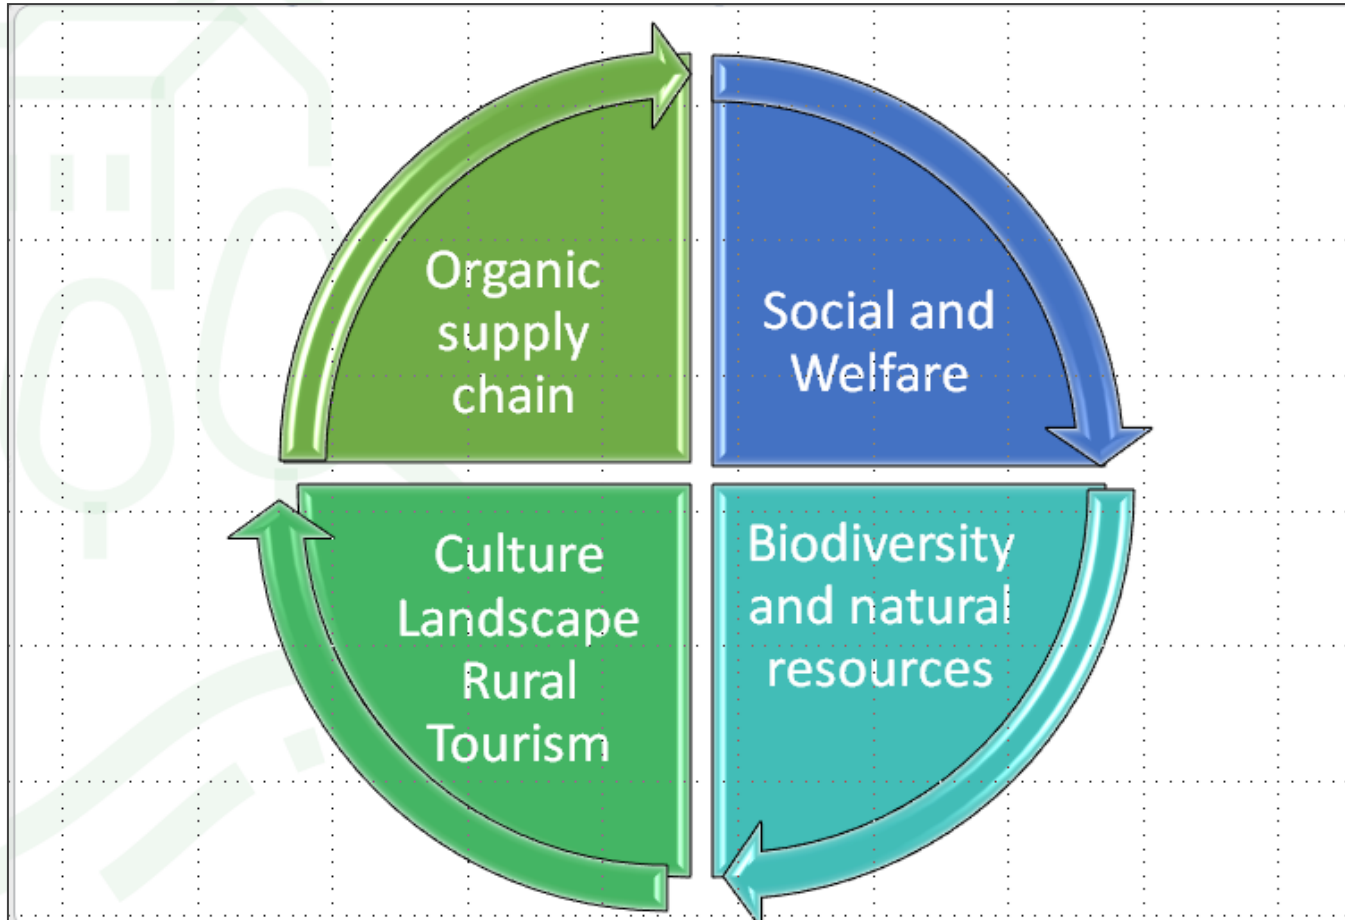 Organic
supply
chain
Social and
Welfare
Culture
Landscape
Rural
Tourism
Biodiversity
and natural
resources